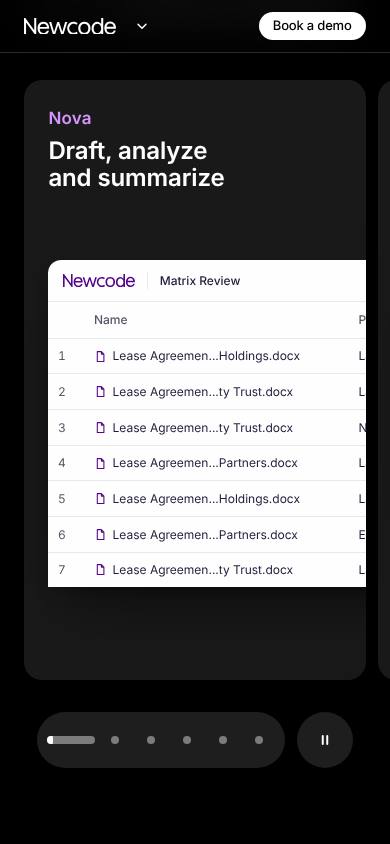 Newcode
Book a demo
Nova
Draft, analyze
and summarize
Newcode Matrix Review
Name
1 Lease Agreemen...Holdings.docx
2 Lease Agreemen...ty Trust.docx
3 Lease Agreemen...ty Trust.docx
4 Lease Agreemen...Partners.docx
5 Lease Agreemen...Holdings.docx
6 Lease Agreemen...Partners.docx
7 Lease Agreemen...ty Trust.docx